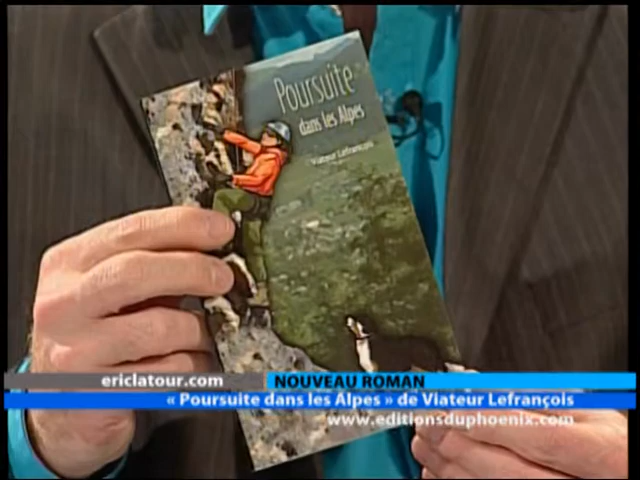 Poursuite
dans les Alpes
Viateur Lefrançois
ericlatour.com
NOUVEAU ROMAN
« Poursuite dans les Alpes » de Viateur Lefrançois
www.editionsduphoenix.com